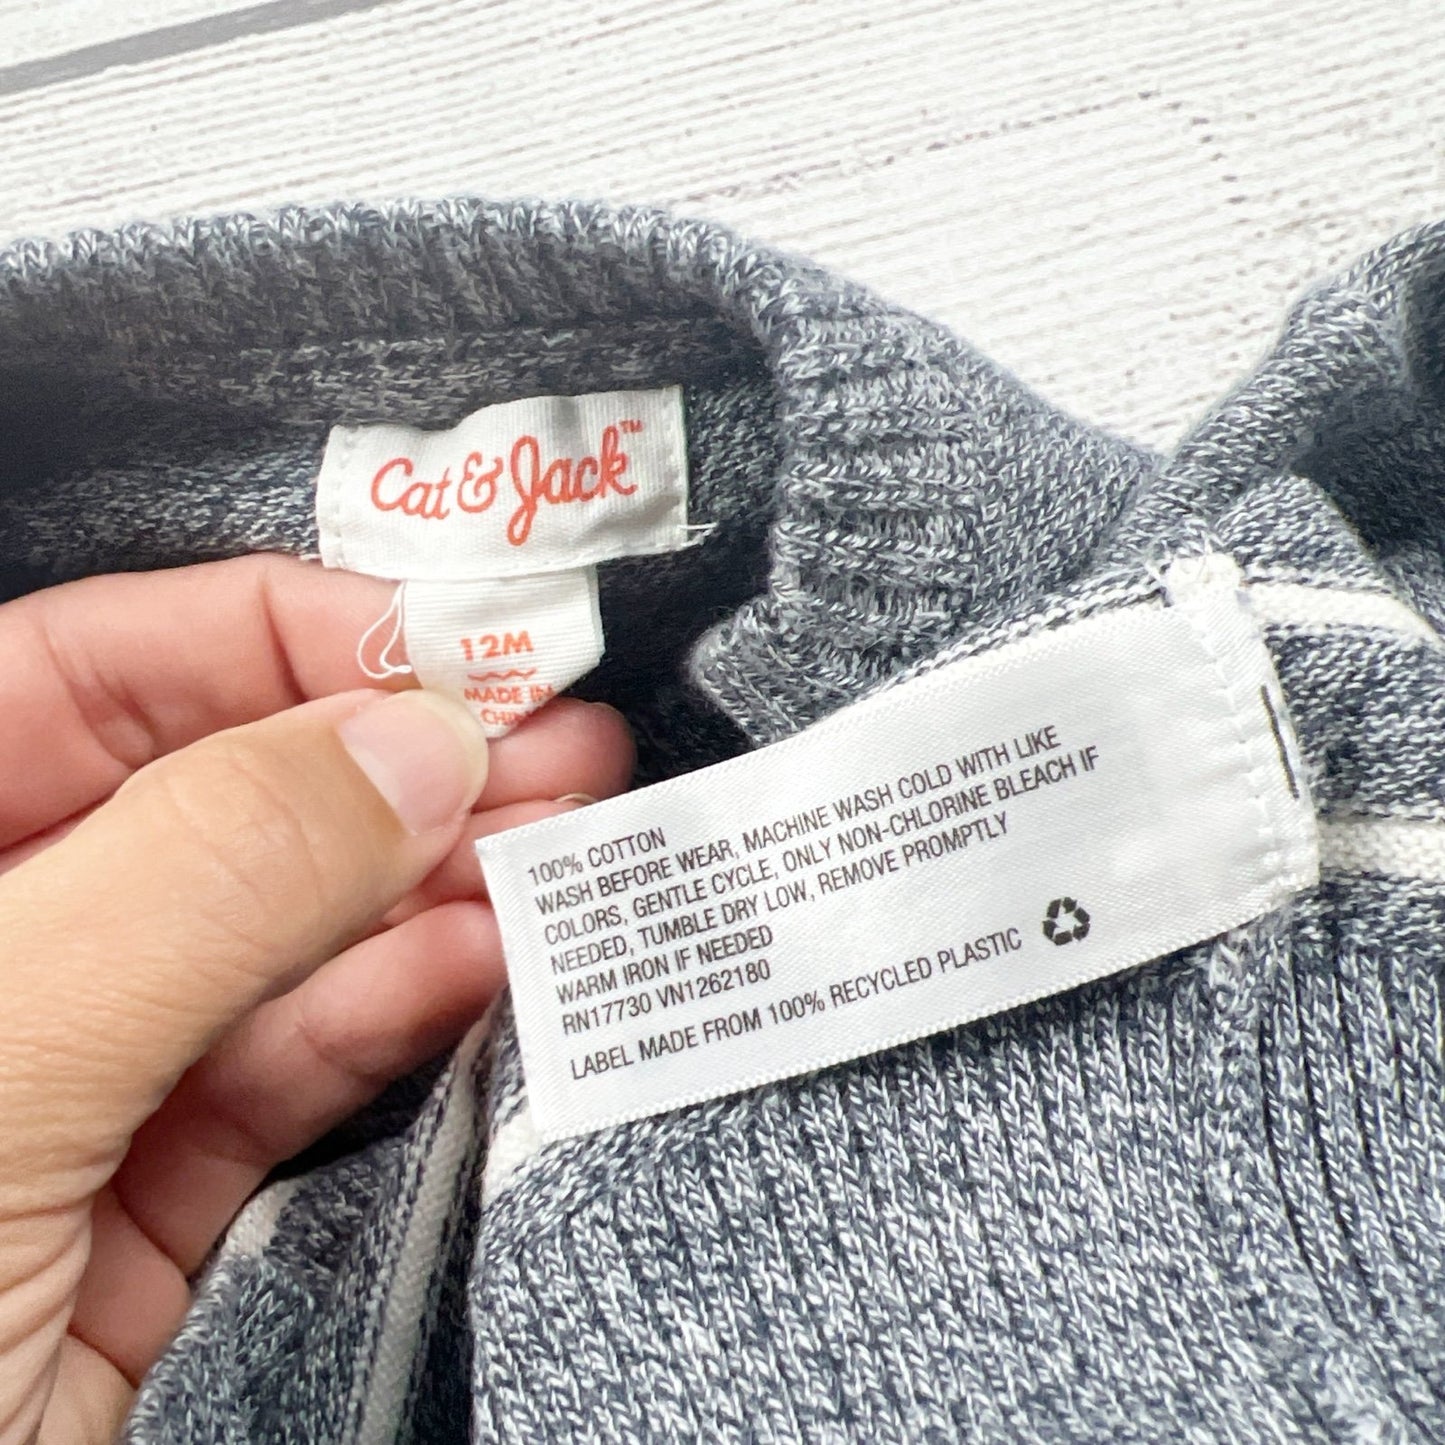 Cat & Jack™
12M
MADE IN
CHIN
100% COTTON
WASH BEFORE WEAR, MACHINE WASH COLD WITH LIKE
COLORS, GENTLE CYCLE, ONLY NON-CHLORINE BLEACH IF
NEEDED, TUMBLE DRY LOW, REMOVE PROMPTLY
WARM IRON IF NEEDED
RN17730 VN1262180
LABEL MADE FROM 100% RECYCLED PLASTIC